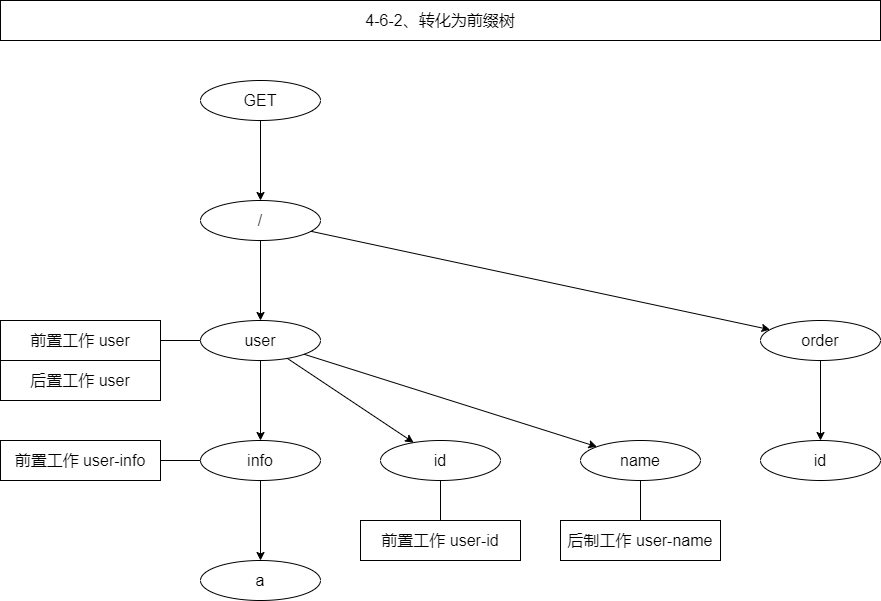 4-6-2、转化为前缀树
GET
/
前置工作 user
user
order
后置工作 user
前置工作 user-info
info
id
name
id
前置工作 user-id
后制工作 user-name
a